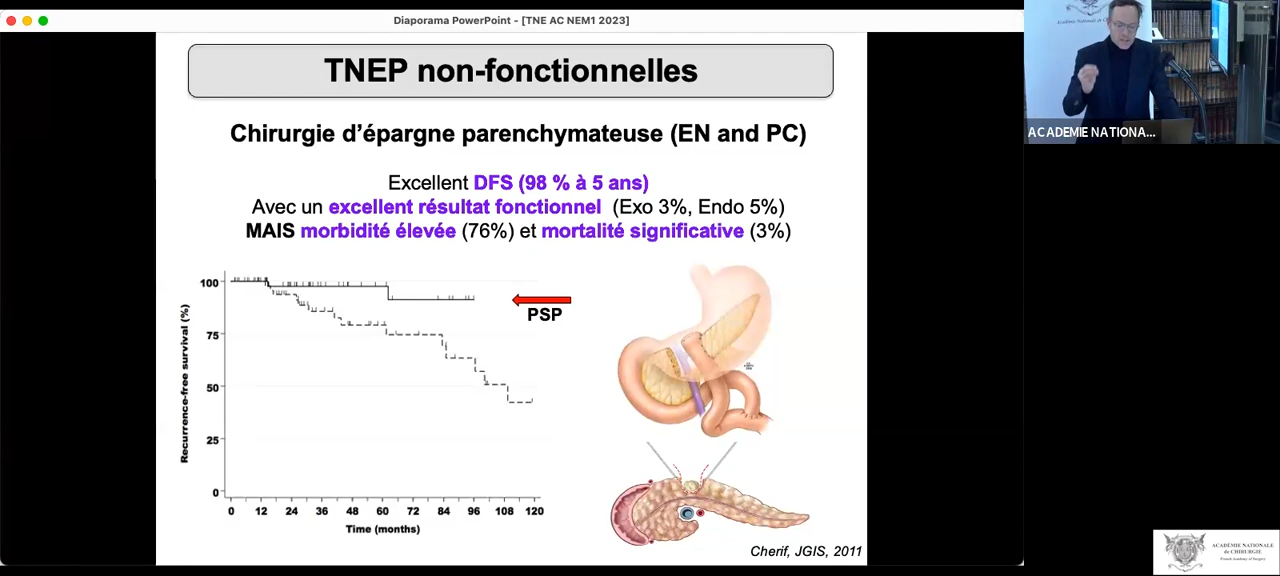 Diaporama PowerPoint - [TNE AC NEM1 2023]
TNEP non-fonctionnelles
Chirurgie d'épargne parenchymateuse (EN and PC)
Excellent DFS (98 % à 5 ans)
Avec un excellent résultat fonctionnel (Exo 3%, Endo 5%)
MAIS morbidité élevée (76%) et mortalité significative (3%)
Recurrence-free survival (%)
100
75
50
25
0
0 12 24 36 48 60 72 84 96 108 120
Time (months)
PSP
Cherif, JGIS, 2011
ACADEMIE NATIONA...
ACADÉMIE NATIONALE
de CHIRURGIE
French Academy of Surgery